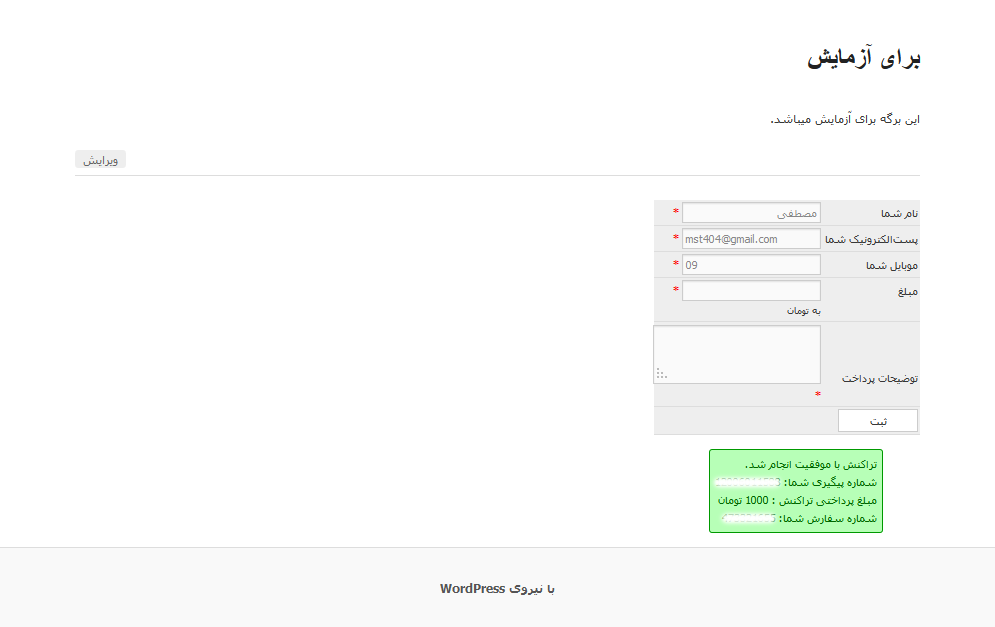 برای آزمایش
این برگه برای آزمایش میباشد.
ویرایش
نام شما مصطفی *
پست‌الکترونیک شما mst404@gmail.com *
موبایل شما 09 *
مبلغ *
به تومان
توضیحات پرداخت
*
ثبت
تراکنش با موفقیت انجام شد.
شماره پیگیری شما:
مبلغ پرداختی تراکنش : 1000 تومان
شماره سفارش شما:
با نیروی WordPress